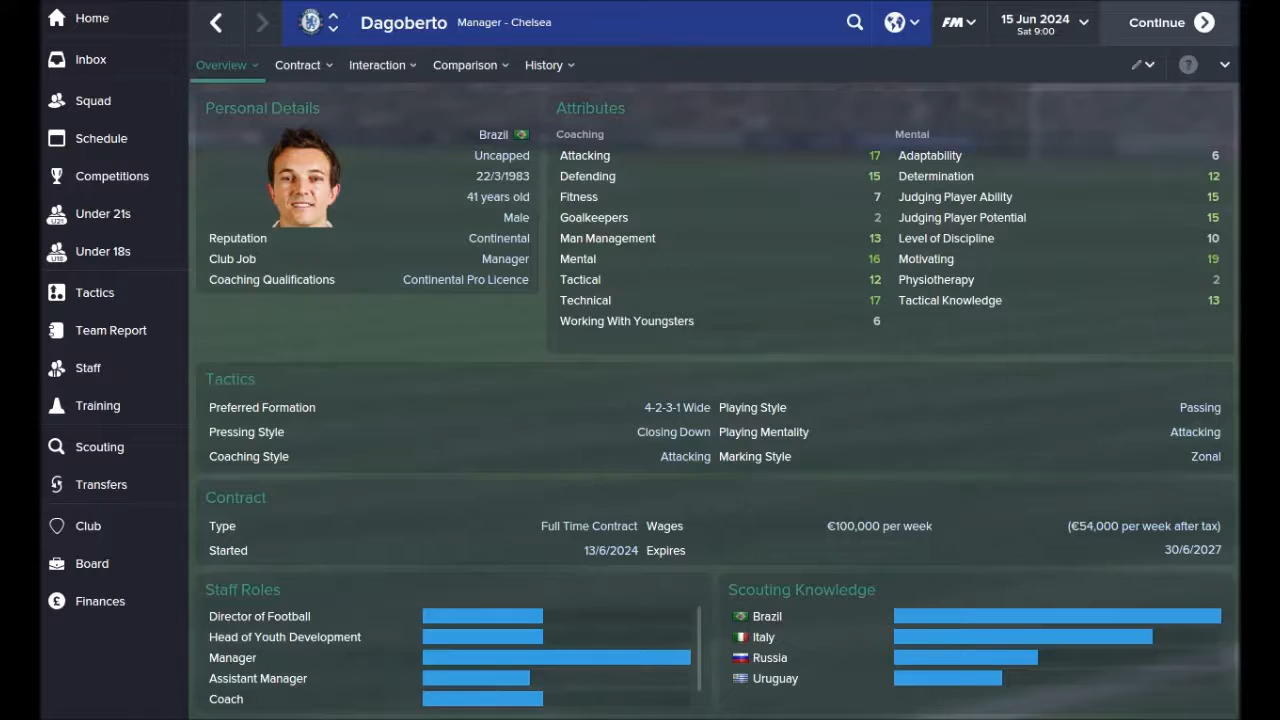 Home
Inbox
Squad
Schedule
Competitions
Under 21s
U21
Under 18s
U18
Tactics
Team Report
Staff
Training
Scouting
Transfers
Club
Board
Finances
Dagoberto Manager - Chelsea
FM
15 Jun 2024
Sat 9:00
Continue
Overview Contract Interaction Comparison History
?
Personal Details
Brazil
Uncapped
22/3/1983
41 years old
Male
Reputation Continental
Club Job Manager
Coaching Qualifications Continental Pro Licence
Attributes
Coaching Mental
Attacking 17 Adaptability 6
Defending 15 Determination 12
Fitness 7 Judging Player Ability 15
Goalkeepers 2 Judging Player Potential 15
Man Management 13 Level of Discipline 10
Mental 16 Motivating 19
Tactical 12 Physiotherapy 2
Technical 17 Tactical Knowledge 13
Working With Youngsters 6
Tactics
Preferred Formation 4-2-3-1 Wide Playing Style Passing
Pressing Style Closing Down Playing Mentality Attacking
Coaching Style Attacking Marking Style Zonal
Contract
Type Full Time Contract Wages €100,000 per week (€54,000 per week after tax)
Started 13/6/2024 Expires 30/6/2027
Staff Roles
Director of Football
Head of Youth Development
Manager
Assistant Manager
Coach
Scouting Knowledge
Brazil
Italy
Russia
Uruguay